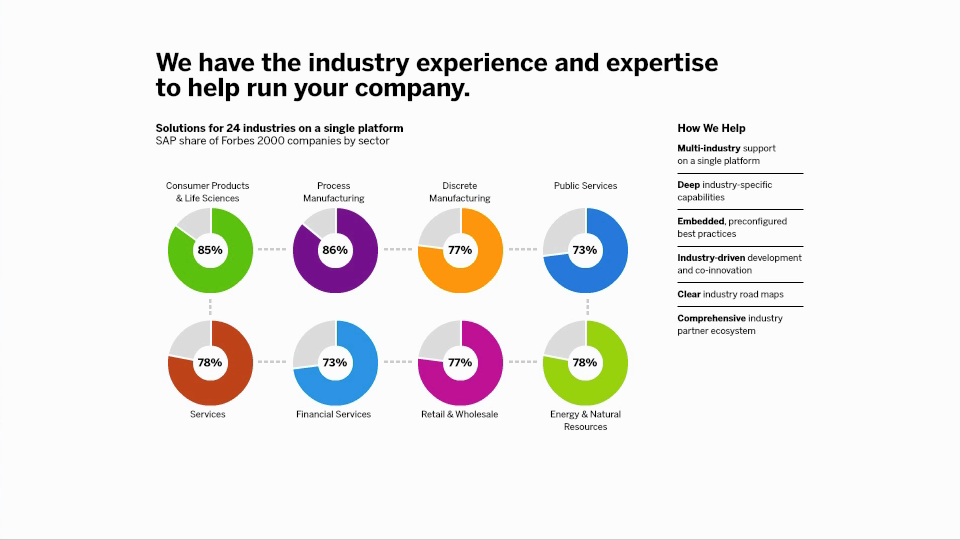 We have the industry experience and expertise
to help run your company.
Solutions for 24 industries on a single platform
SAP share of Forbes 2000 companies by sector
Consumer Products
& Life Sciences
Process
Manufacturing
Discrete
Manufacturing
Public Services
85%
86%
77%
73%
78%
73%
77%
78%
Services
Financial Services
Retail & Wholesale
Energy & Natural
Resources
How We Help
Multi-industry support
on a single platform
Deep industry-specific
capabilities
Embedded, preconfigured
best practices
Industry-driven development
and co-innovation
Clear industry road maps
Comprehensive industry
partner ecosystem